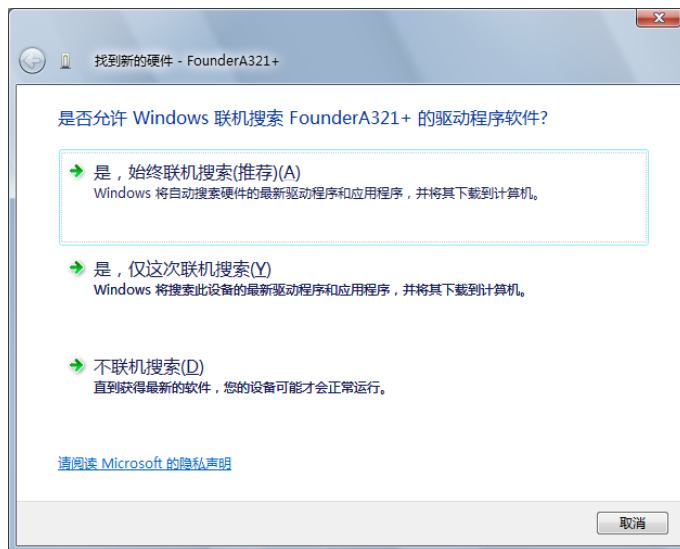 找到新的硬件 - FounderA321+
是否允许 Windows 联机搜索 FounderA321+ 的驱动程序软件?
是，始终联机搜索(推荐)(A)
Windows 将自动搜索硬件的最新驱动程序和应用程序，并将其下载到计算机。
是，仅这次联机搜索(Y)
Windows 将搜索此设备的最新驱动程序和应用程序，并将其下载到计算机。
不联机搜索(D)
直到获得最新的软件，您的设备可能才会正常运行。
请阅读 Microsoft 的隐私声明
取消